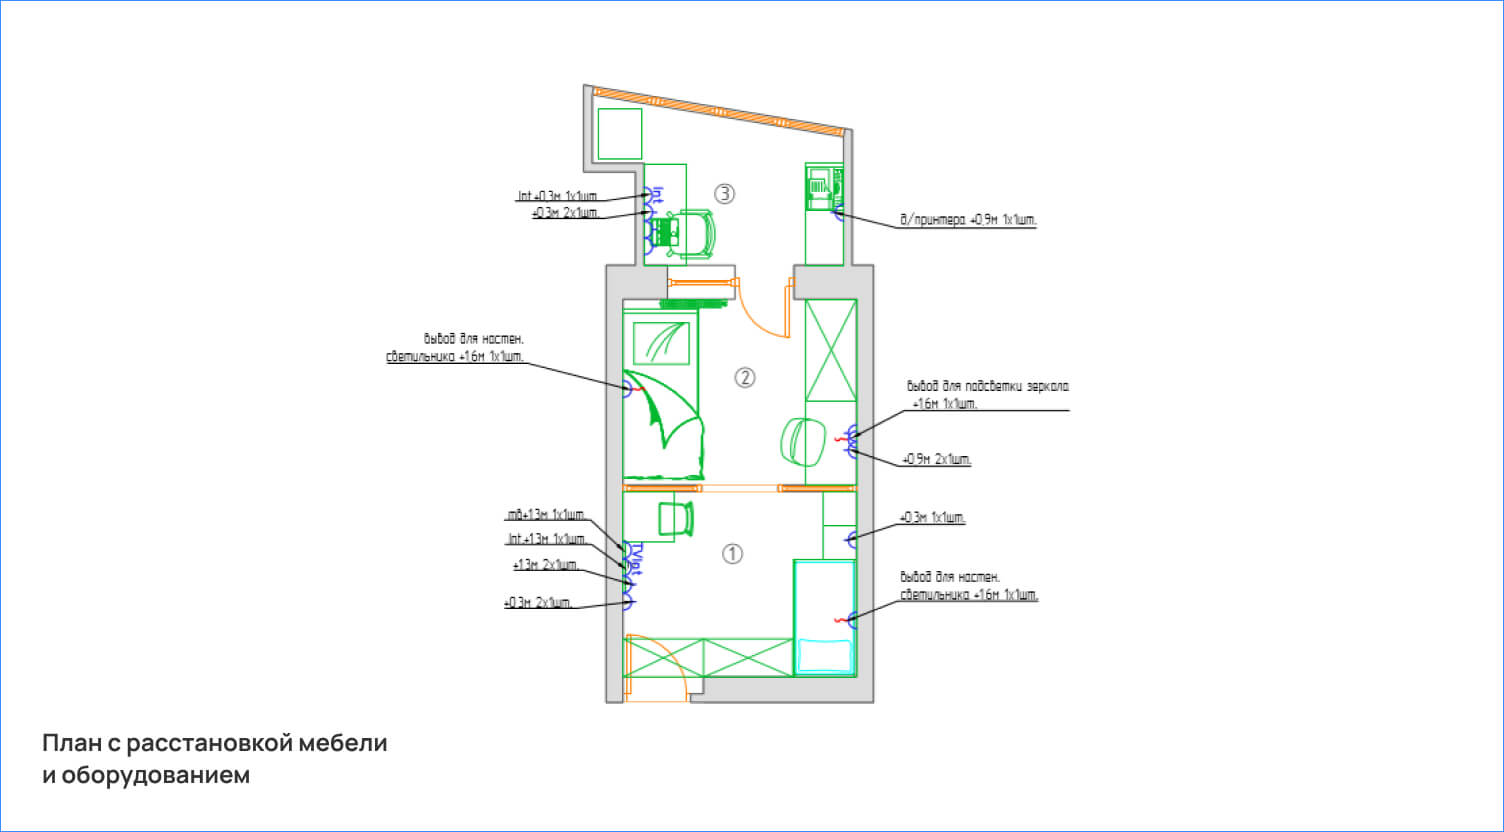 Int.+0,3м 1х1шт.
+0,3м 2х1шт.
Int
3
д/принтера +0,9м 1х1шт.
вывод для настен.
светильника +1.6м 1х1шт.
2
вывод для подсветки зеркала
+1.6м 1х1шт.
+0,9м 2х1шт.
тв+1.3м 1х1шт.
Int.+1.3м 1х1шт.
+1.3м 2х1шт.
+0.3м 2х1шт.
TV
Int
1
+0.3м 1х1шт.
вывод для настен.
светильника +1.6м 1х1шт.
План с расстановкой мебели
и оборудованием